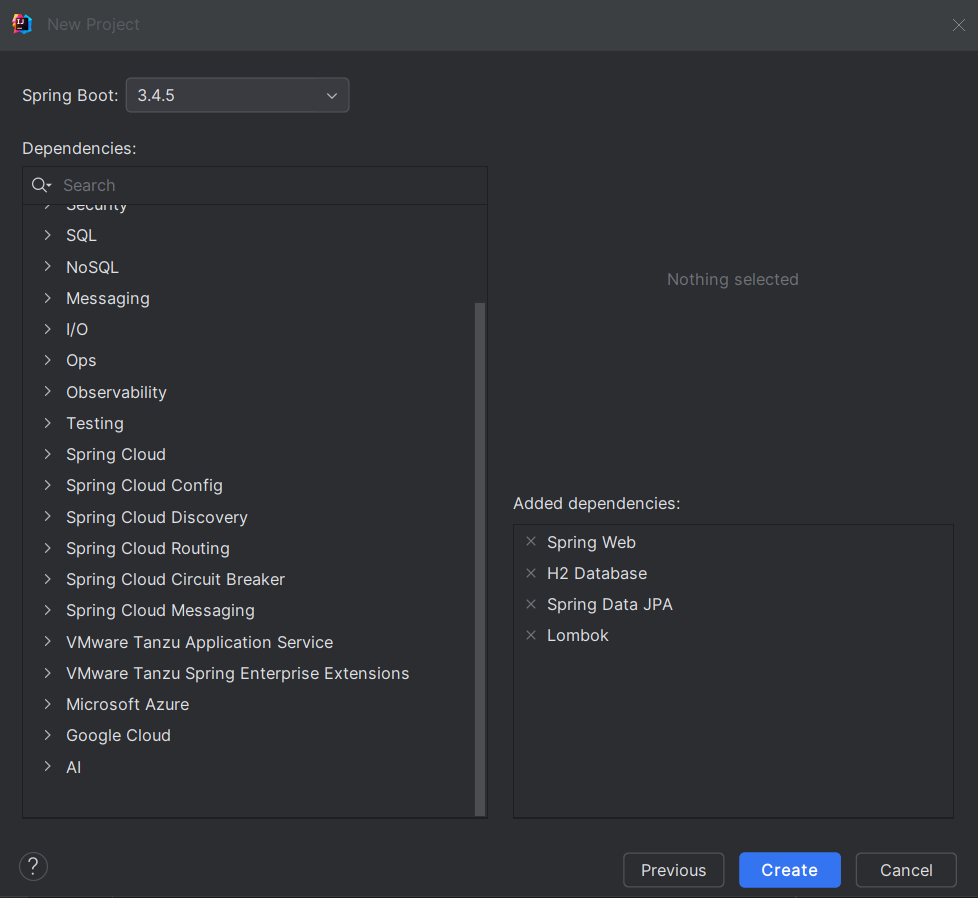 New Project
Spring Boot: 3.4.5
Dependencies:
Search
Security
SQL
NoSQL
Messaging
I/O
Ops
Observability
Testing
Spring Cloud
Spring Cloud Config
Spring Cloud Discovery
Spring Cloud Routing
Spring Cloud Circuit Breaker
Spring Cloud Messaging
VMware Tanzu Application Service
VMware Tanzu Spring Enterprise Extensions
Microsoft Azure
Google Cloud
AI
Nothing selected
Added dependencies:
Spring Web
H2 Database
Spring Data JPA
Lombok
?
Previous
Create
Cancel